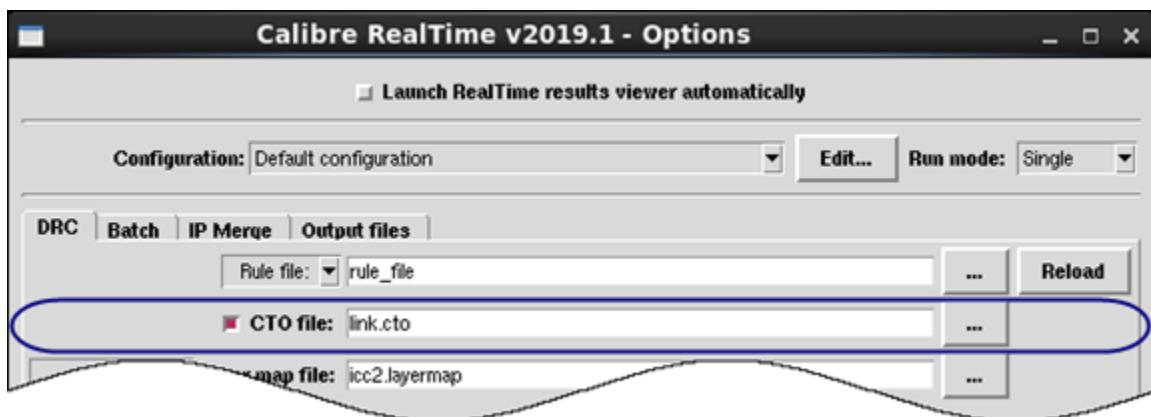 Calibre RealTime v2019.1 - Options
Launch RealTime results viewer automatically
Configuration: Default configuration Edit... Run mode: Single
DRC Batch IP Merge Output files
Rule file: rule_file ... Reload
CTO file: link.cto ...
map file: icc2.layermap ...